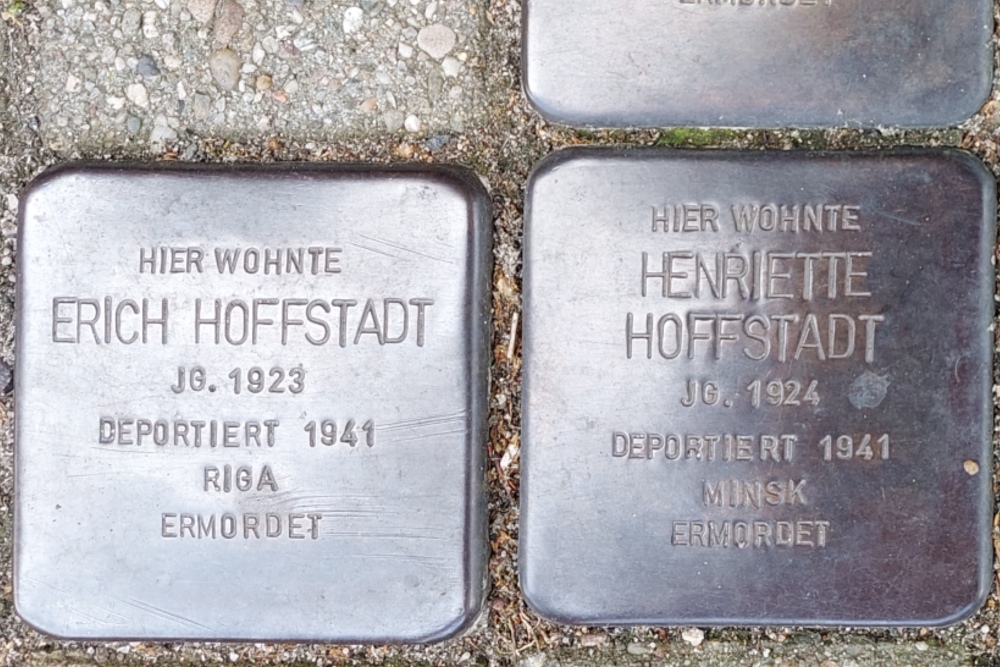 ERMORDET
HIER WOHNTE
ERICH HOFFSTADT
JG. 1923
DEPORTIERT 1941
RIGA
ERMORDET
HIER WOHNTE
HENRIETTE
HOFFSTADT
JG. 1924
DEPORTIERT 1941
MINSK
ERMORDET